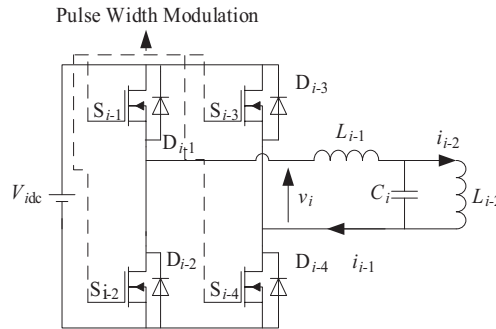 Pulse Width Modulation
D_{i-3}
S_{i-1}
S_{i-3}
D_{i-1}
L_{i-1}
i_{i-2}
V_{idc}
v_i
C_i
L_{i-2}
D_{i-2}
D_{i-4}
i_{i-1}
S_{i-2}
S_{i-4}